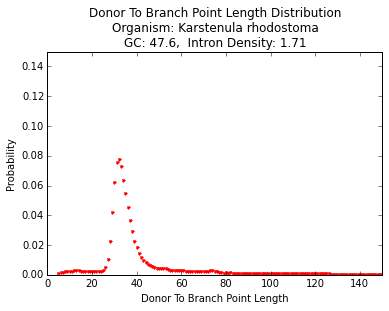 Donor To Branch Point Length Distribution
Organism: Karstenula rhodostoma
GC: 47.6,  Intron Density: 1.71
0.14
0.12
0.10
0.08
0.06
0.04
0.02
0.00
Probability
0 20 40 60 80 100 120 140
Donor To Branch Point Length